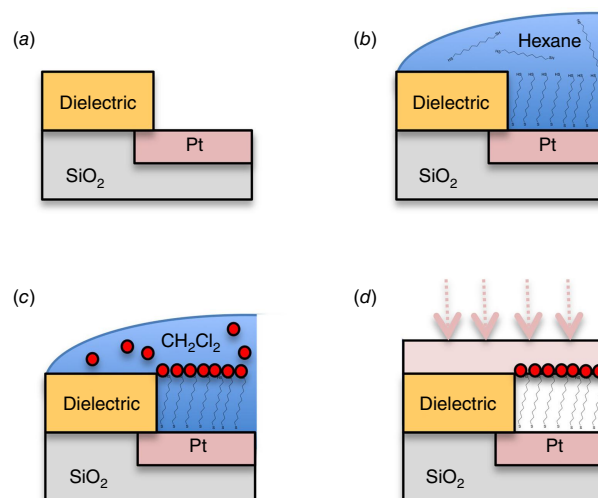 (a)
Dielectric
Pt
SiO2
(b)
Hexane
Dielectric
Pt
SiO2
(c)
CH2Cl2
Dielectric
Pt
SiO2
(d)
Dielectric
Pt
SiO2